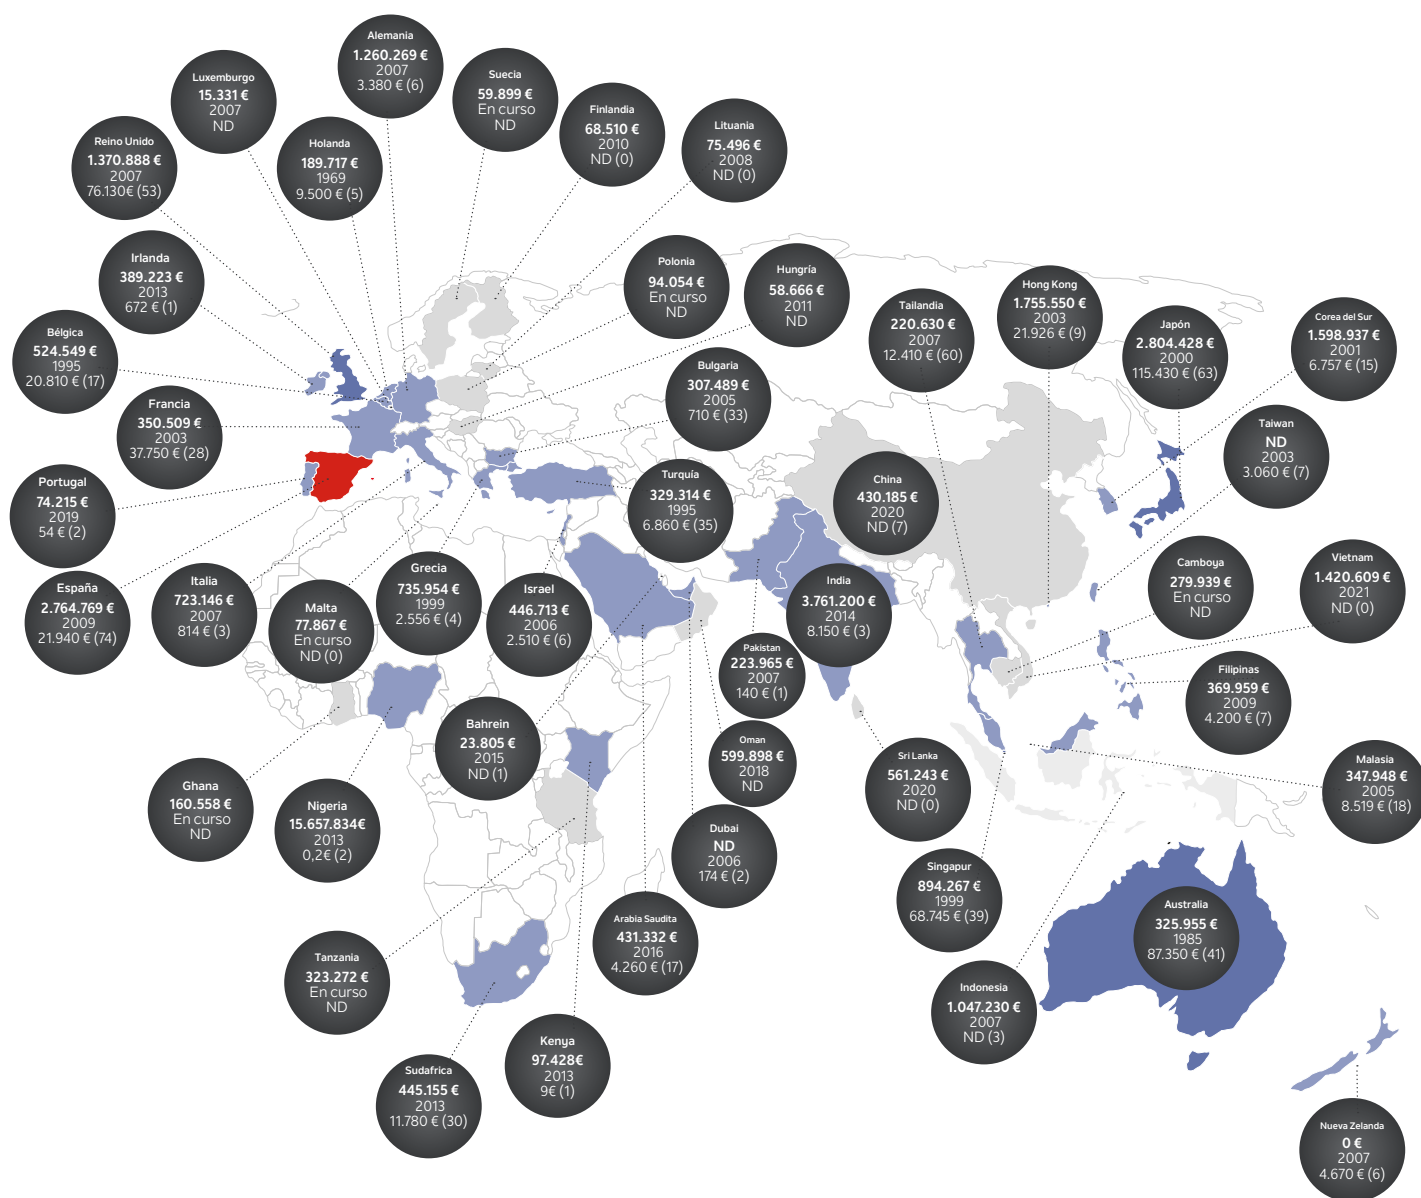 Alemania
1.260.269 €
2007
3.380 € (6)
Luxemburgo
15.331 €
2007
ND
Suecia
59.899 €
En curso
ND
Finlandia
68.510 €
2010
ND (0)
Lituania
75.496 €
2008
ND (0)
Reino Unido
1.370.888 €
2007
76.130€ (53)
Holanda
189.717 €
1969
9.500 € (5)
Irlanda
389.223 €
2013
672 € (1)
Polonia
94.054 €
En curso
ND
Hungría
58.666 €
2011
ND
Tailandia
220.630 €
2007
12.410 € (60)
Hong Kong
1.755.550 €
2003
21.926 € (9)
Japón
2.804.428 €
2000
115.430 € (63)
Corea del Sur
1.598.937 €
2001
6.757 € (15)
Bélgica
524.549 €
1995
20.810 € (17)
Francia
350.509 €
2003
37.750 € (28)
Bulgaria
307.489 €
2005
710 € (33)
Taiwan
ND
2003
3.060 € (7)
Portugal
74.215 €
2019
54 € (2)
Turquía
329.314 €
1995
6.860 € (35)
China
430.185 €
2020
ND (7)
España
2.764.769 €
2009
21.940 € (74)
Italia
723.146 €
2007
814 € (3)
Malta
77.867 €
En curso
ND (0)
Grecia
735.954 €
1999
2.556 € (4)
Israel
446.713 €
2006
2.510 € (6)
India
3.761.200 €
2014
8.150 € (3)
Camboya
279.939 €
En curso
ND
Vietnam
1.420.609 €
2021
ND (0)
Pakistan
223.965 €
2007
140 € (1)
Filipinas
369.959 €
2009
4.200 € (7)
Bahrein
23.805 €
2015
ND (1)
Oman
599.898 €
2018
ND
Sri Lanka
561.243 €
2020
ND (0)
Malasia
347.948 €
2005
8.519 € (18)
Ghana
160.558 €
En curso
ND
Nigeria
15.657.834€
2013
0,2€ (2)
Dubai
ND
2006
174 € (2)
Singapur
894.267 €
1999
68.745 € (39)
Arabia Saudita
431.332 €
2016
4.260 € (17)
Australia
325.955 €
1985
87.350 € (41)
Tanzania
323.272 €
En curso
ND
Indonesia
1.047.230 €
2007
ND (3)
Kenya
97.428€
2013
9€ (1)
Sudafrica
445.155 €
2013
11.780 € (30)
Nueva Zelanda
0 €
2007
4.670 € (6)